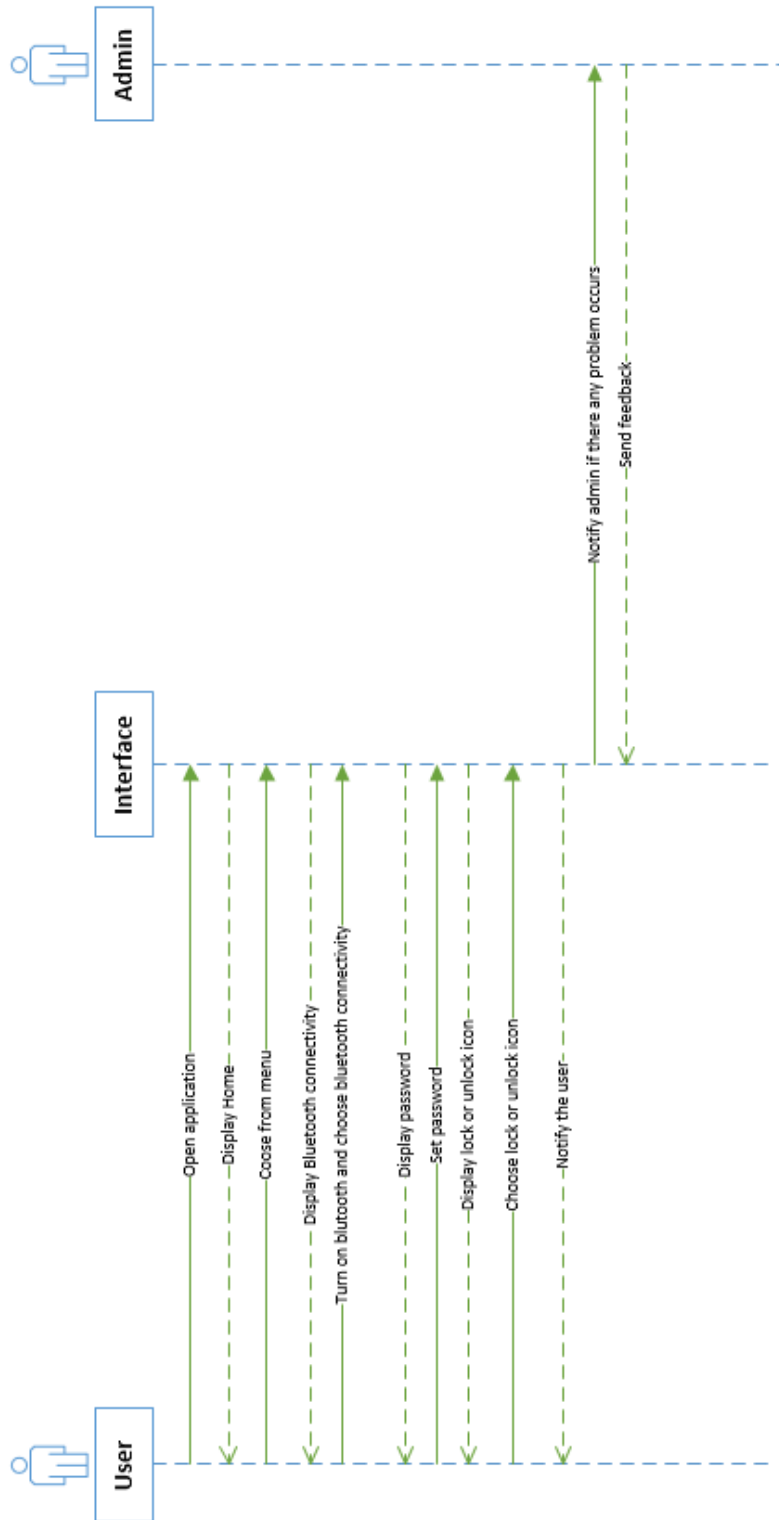 User
Interface
Admin
Open application
Display Home
Coose from menu
Display Bluetooth connectivity
Turn on blutooth and choose bluetooth connectivity
Display password
Set password
Display lock or unlock icon
Choose lock or unlock icon
Notify the user
Notify admin if there any problem occurs
Send feedback